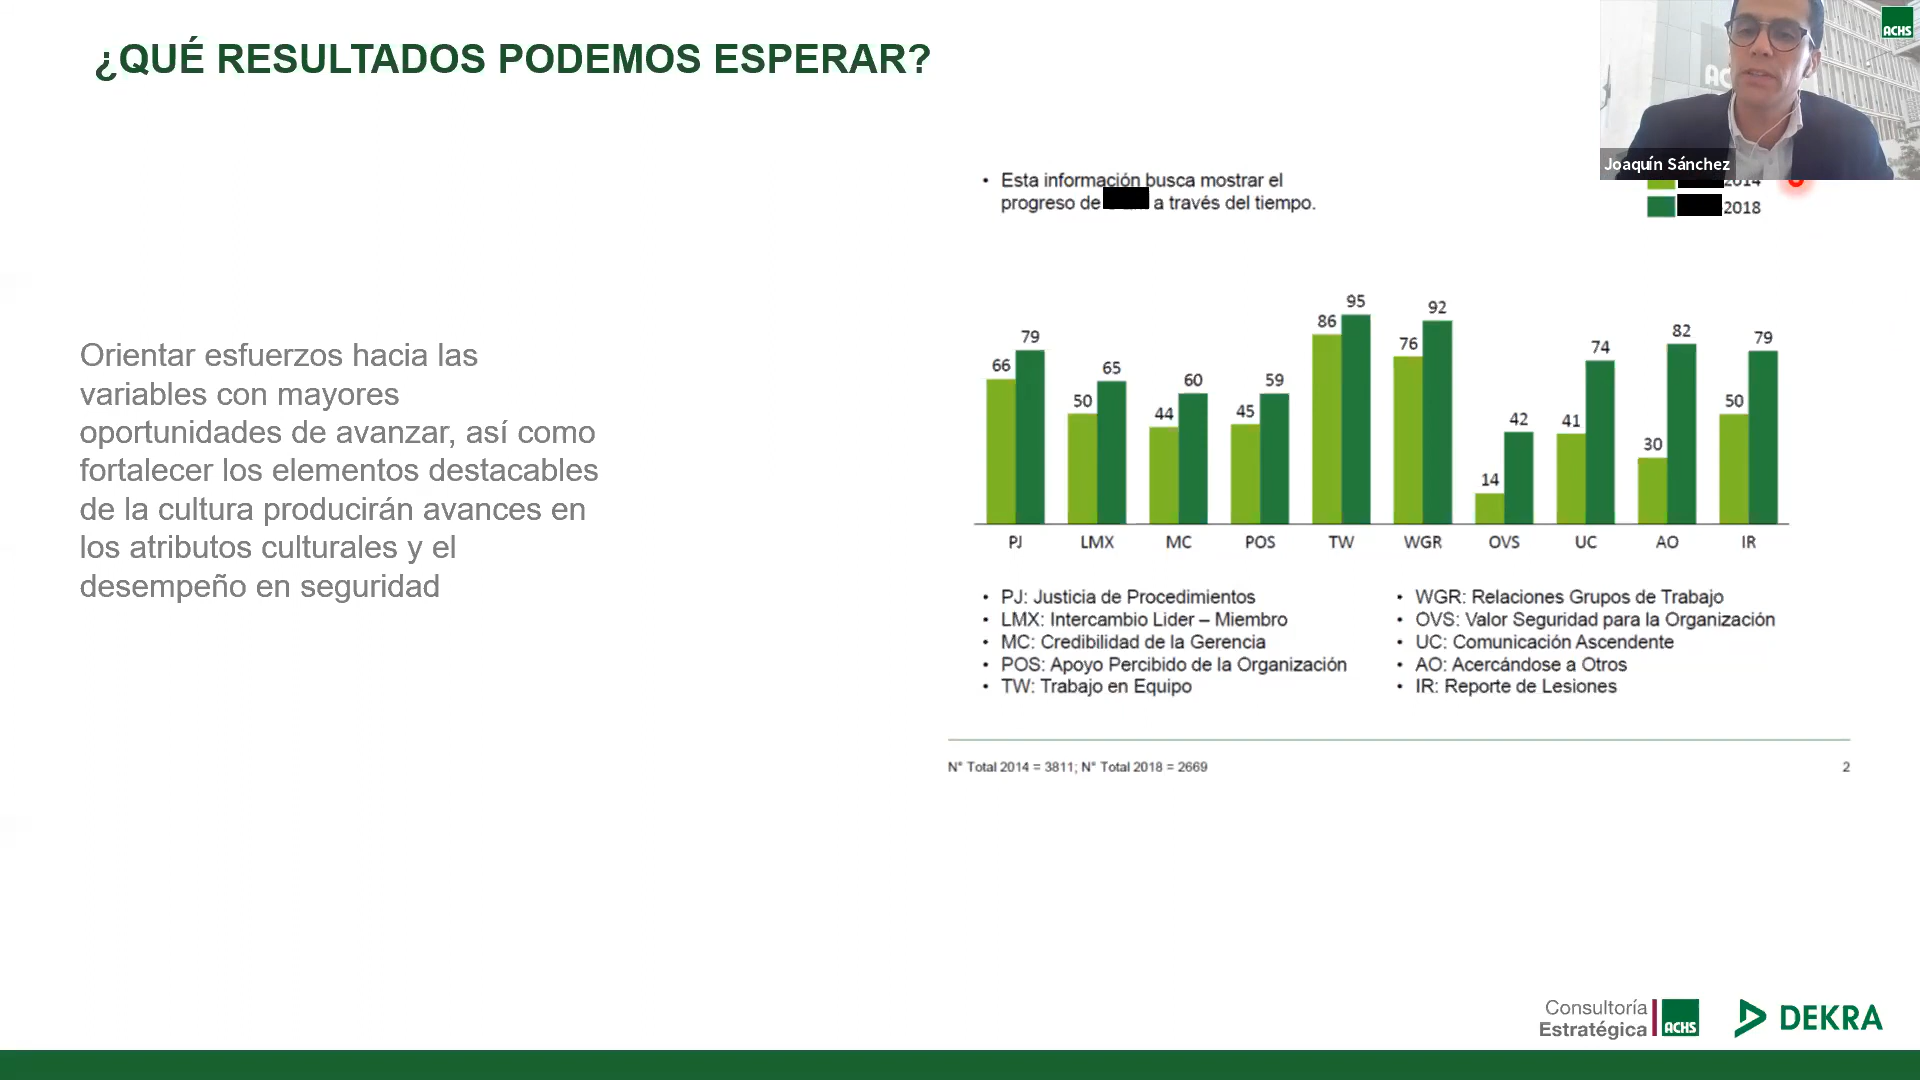 ¿QUÉ RESULTADOS PODEMOS ESPERAR?
ACHS
Joaquín Sánchez
Esta información busca mostrar el
progreso de a través del tiempo.
2014
2018
Orientar esfuerzos hacia las
variables con mayores
oportunidades de avanzar, así como
fortalecer los elementos destacables
de la cultura producirán avances en
los atributos culturales y el
desempeño en seguridad
66 79 50 65 44 60 45 59 86 95 76 92 14 42 41 74 30 82 50 79
PJ LMX MC POS TW WGR OVS UC AO IR
• PJ: Justicia de Procedimientos
• LMX: Intercambio Lider – Miembro
• MC: Credibilidad de la Gerencia
• POS: Apoyo Percibido de la Organización
• TW: Trabajo en Equipo
• WGR: Relaciones Grupos de Trabajo
• OVS: Valor Seguridad para la Organización
• UC: Comunicación Ascendente
• AO: Acercándose a Otros
• IR: Reporte de Lesiones
N° Total 2014 = 3811; N° Total 2018 = 2669
2
Consultoría
Estratégica
ACHS
DEKRA